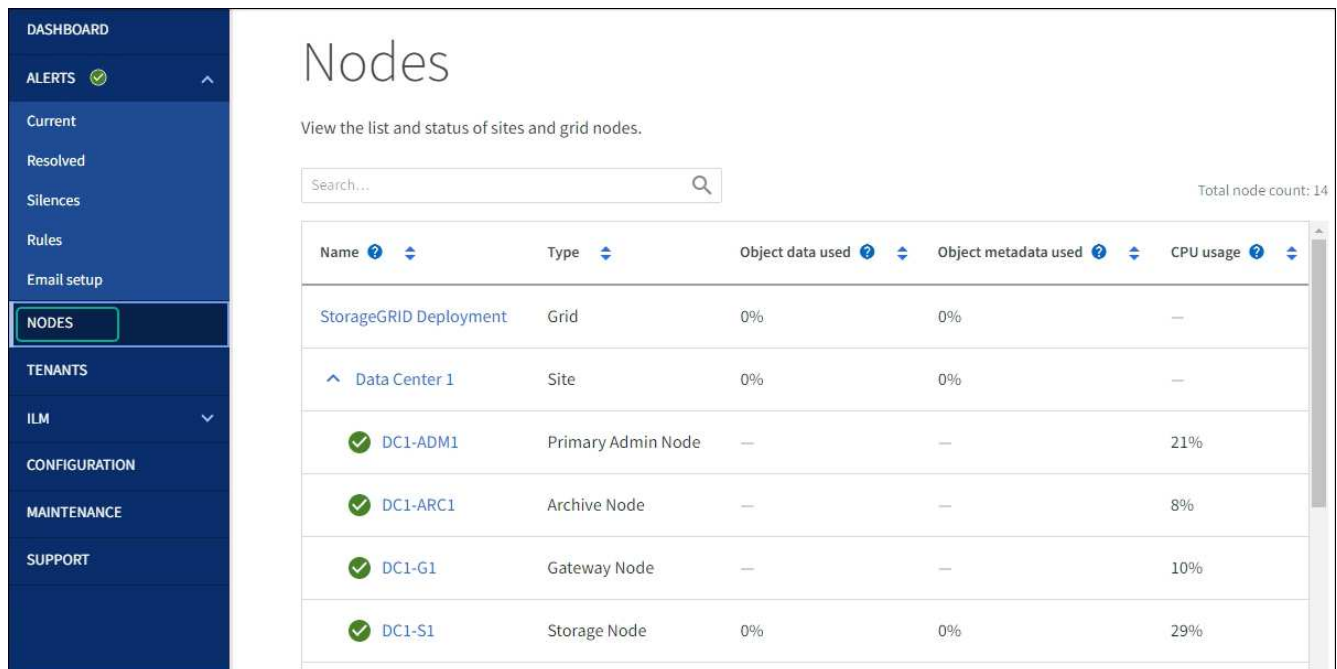 DASHBOARD
ALERTS
Current
Resolved
Silences
Rules
Email setup
NODES
TENANTS
ILM
CONFIGURATION
MAINTENANCE
SUPPORT
Nodes
View the list and status of sites and grid nodes.
Search...
Total node count: 14
Name ? Type Object data used ? Object metadata used ? CPU usage ?
StorageGRID Deployment Grid 0% 0% —
Data Center 1 Site 0% 0% —
DC1-ADM1 Primary Admin Node — — 21%
DC1-ARC1 Archive Node — — 8%
DC1-G1 Gateway Node — — 10%
DC1-S1 Storage Node 0% 0% 29%